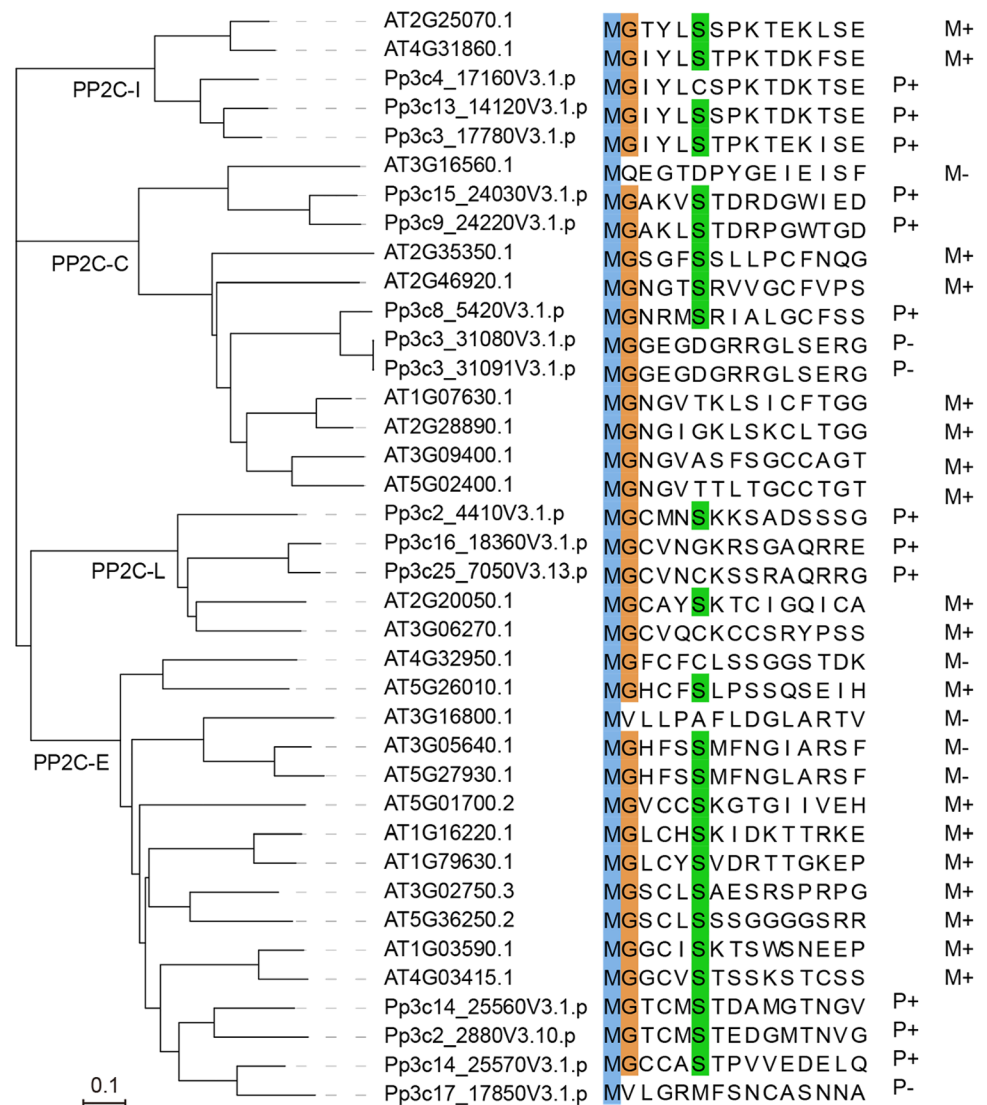 AT2G25070.1 MGTYLSSPKTEKLSE M+
AT4G31860.1 MGIYLSTPKTDKFSE M+
PP2C-I
Pp3c4_17160V3.1.p MGIYLCSPKTDKTSE P+
Pp3c13_14120V3.1.p MGIYLSSPKTDKTSE P+
Pp3c3_17780V3.1.p MGIYLSTPKTEKISE P+
AT3G16560.1 MQEGTDPYGEIEISF M-
Pp3c15_24030V3.1.p MGAKVSTDRDGWIED P+
Pp3c9_24220V3.1.p MGAKLSTDRPGWTGD P+
PP2C-C
AT2G35350.1 MGSGFSSLLPCFNQG M+
AT2G46920.1 MGNGTSRVVGCFVPS M+
Pp3c8_5420V3.1.p MGNRMSRIALGCFSS P+
Pp3c3_31080V3.1.p MGGEGDGRRGLSERG P-
Pp3c3_31091V3.1.p MGGEGDGRRGLSERG P-
AT1G07630.1 MGNGVTKLSICFTGG M+
AT2G28890.1 MGNGIGKLSKCLTGG M+
AT3G09400.1 MGNGVASFSGCCAGT M+
AT5G02400.1 MGNGVTTLTGCCTGT M+
Pp3c2_4410V3.1.p MGCMNSKKSADSSSG P+
Pp3c16_18360V3.1.p MGCVNGKRSGAQRRE P+
PP2C-L
Pp3c25_7050V3.13.p MGCVNCKSSRAQRRG P+
AT2G20050.1 MGCAYSKTCIGQICA M+
AT3G06270.1 MGCVQCKCCSRYPSS M+
AT4G32950.1 MGFCFCLSSGGSTDK M-
AT5G26010.1 MGHCFSLPSSQSEIH M+
AT3G16800.1 MVLLPAFLDGLARTV M-
AT3G05640.1 MGHFSSMFNGIARSF M-
PP2C-E
AT5G27930.1 MGHFSSMFNGLARSF M-
AT5G01700.2 MGVCCSKGTGIIVEH M+
AT1G16220.1 MGLCHSKIDKTTRKE M+
AT1G79630.1 MGLCYSVDRTTGKEP M+
AT3G02750.3 MGSCLSAESRSPRPG M+
AT5G36250.2 MGSCLSSSGGGGSRR M+
AT1G03590.1 MGGCISKTSWSNEEP M+
AT4G03415.1 MGGCVSTSSKSTCSS M+
Pp3c14_25560V3.1.p MGTCMSTDAMGTNGV P+
Pp3c2_2880V3.10.p MGTCMSTEDGMTNVG P+
Pp3c14_25570V3.1.p MGCCASTPVVEDELQ P+
Pp3c17_17850V3.1.p MVLGRMFSNCASNNA P-
0.1